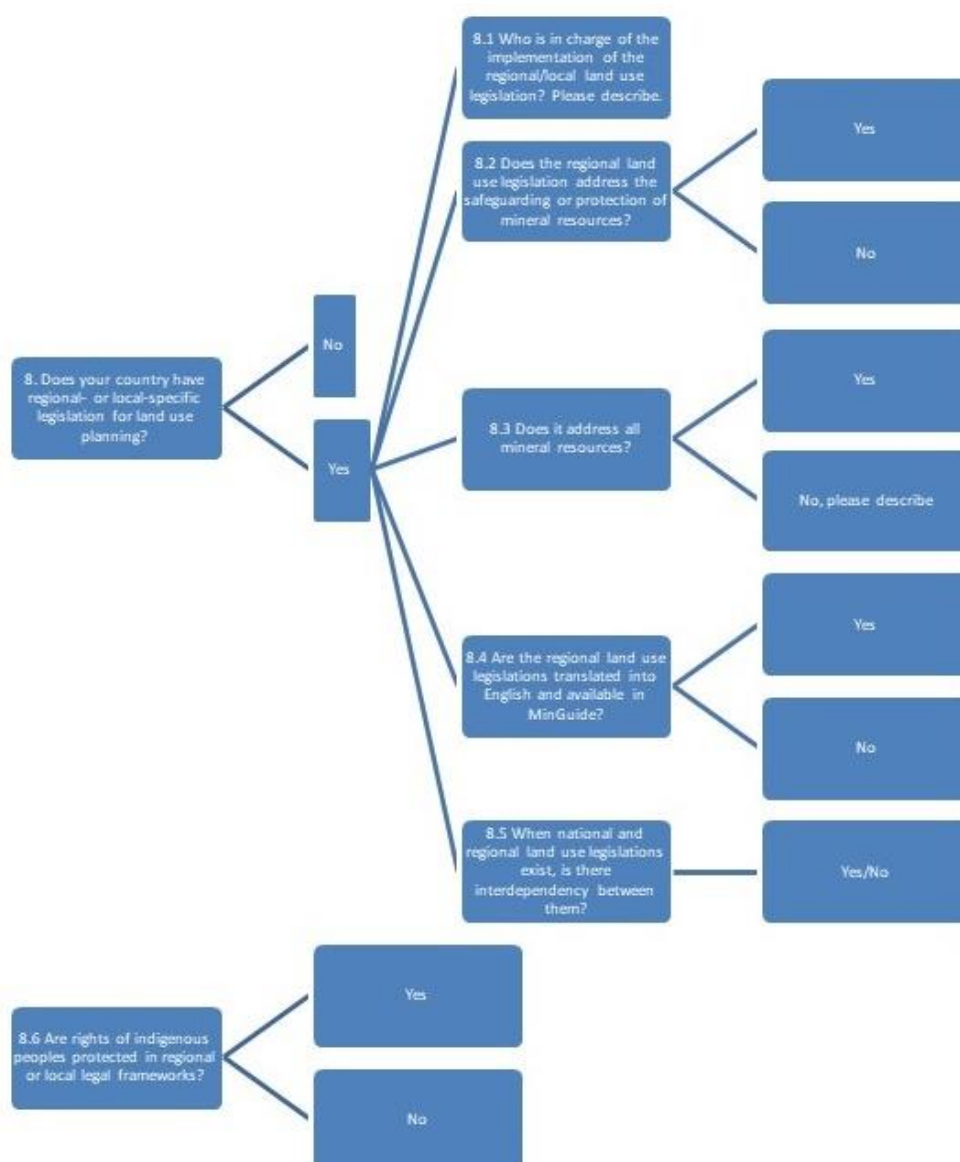 8. Does your country have
regional- or local-specific
legislation for land use
planning?
No
Yes
8.1 Who is in charge of the
implementation of the
regional/local land use
legislation? Please describe.
8.2 Does the regional land
use legislation address the
safeguarding or protection of
mineral resources?
Yes
No
8.3 Does it address all
mineral resources?
Yes
No, please describe
8.4 Are the regional land use
legislations translated into
English and available in
MinGuide?
Yes
No
8.5 When national and
regional land use legislations
exist, is there
interdependency between
them?
Yes/No
8.6 Are rights of indigenous
peoples protected in regional
or local legal frameworks?
Yes
No